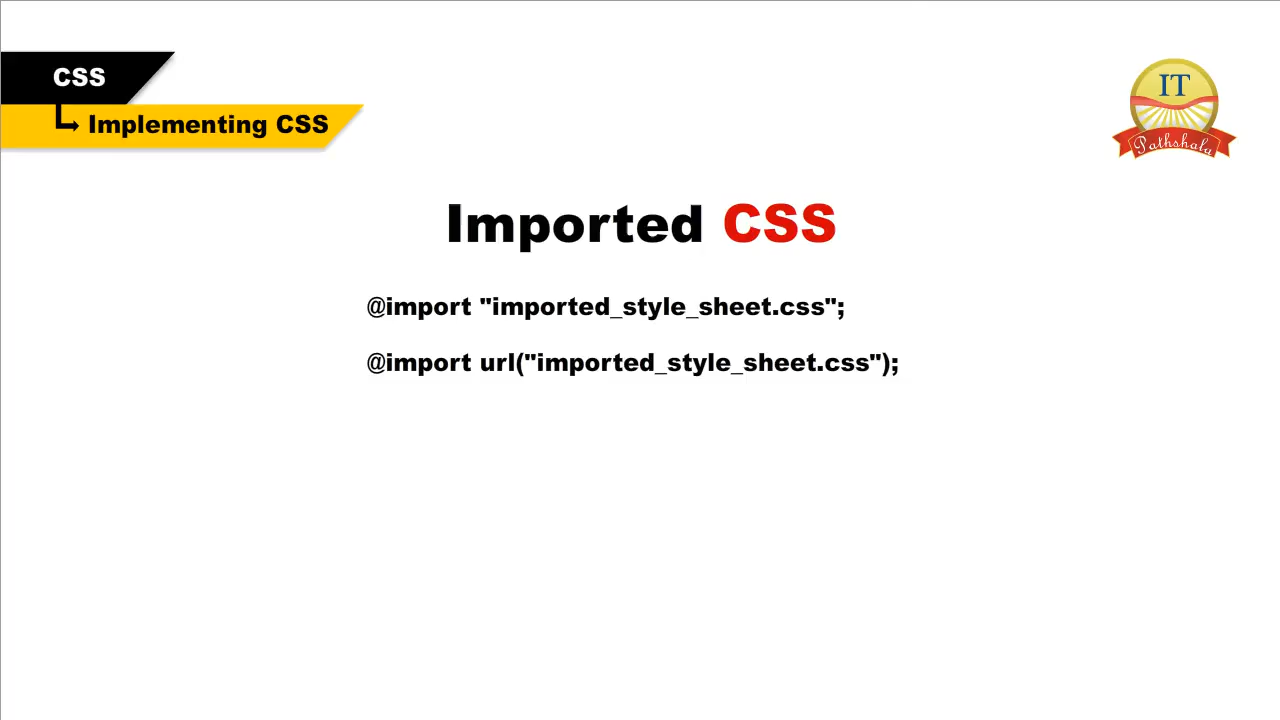 CSS
Implementing CSS
IT
Pathshala
Imported CSS
@import "imported_style_sheet.css";
@import url("imported_style_sheet.css");